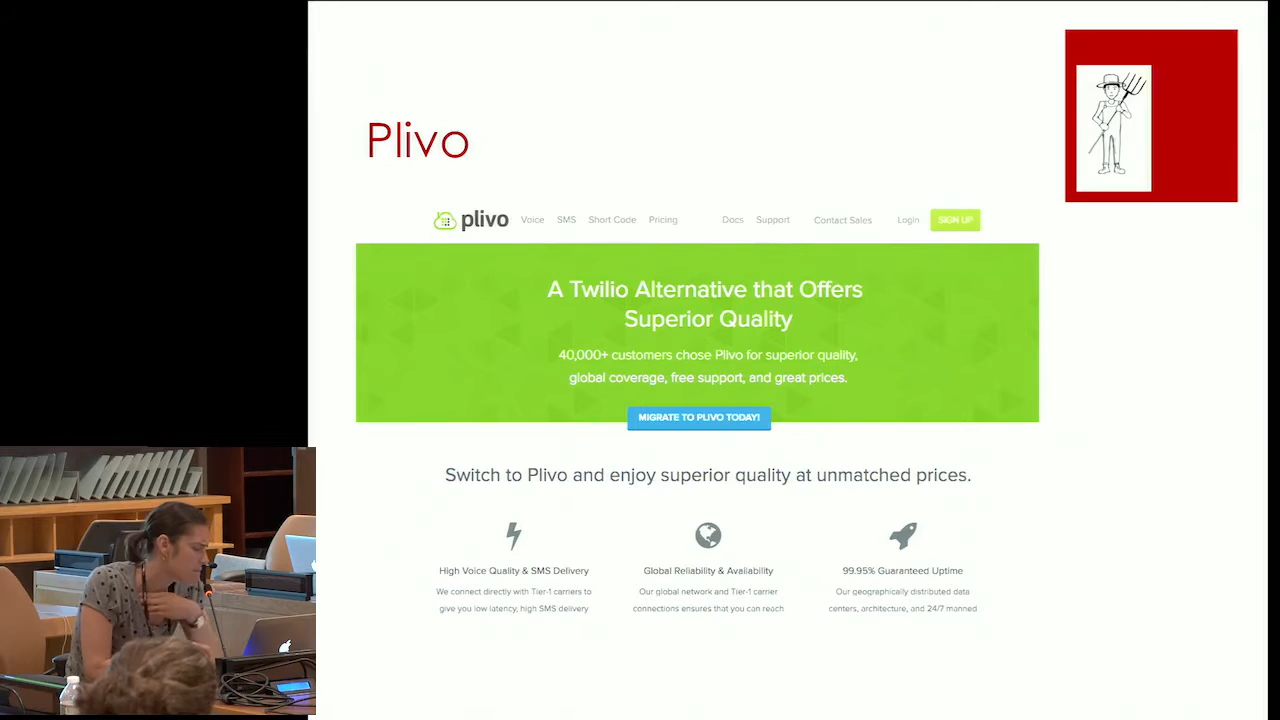 Plivo
plivo Voice SMS Short Code Pricing Docs Support Contact Sales Login SIGN UP
A Twilio Alternative that Offers
Superior Quality
40,000+ customers chose Plivo for superior quality,
global coverage, free support, and great prices.
MIGRATE TO PLIVO TODAY!
Switch to Plivo and enjoy superior quality at unmatched prices.
High Voice Quality & SMS Delivery
We connect directly with Tier-1 carriers to
give you low latency, high SMS delivery
Global Reliability & Availability
Our global network and Tier-1 carrier
connections ensures that you can reach
99.95% Guaranteed Uptime
Our geographically distributed data
centers, architecture, and 24/7 manned